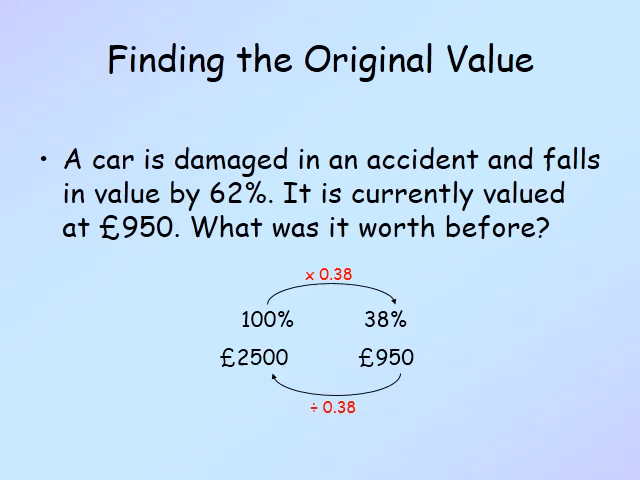 Finding the Original Value
• A car is damaged in an accident and falls
in value by 62%. It is currently valued
at £950. What was it worth before?
x 0.38
100% 38%
£2500 £950
÷ 0.38